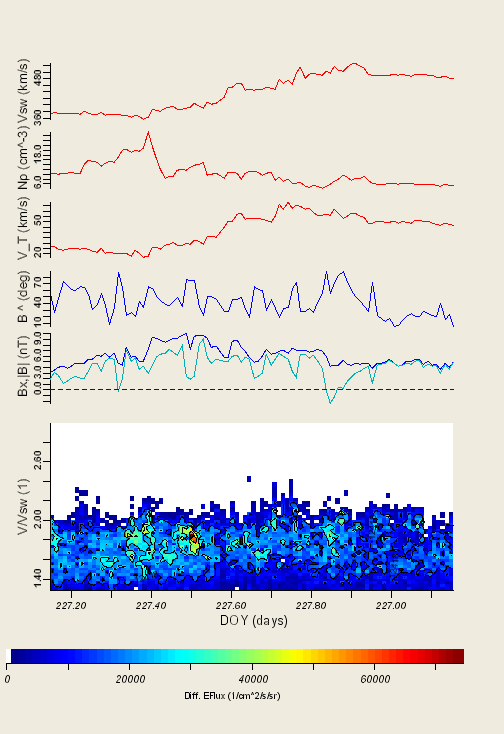 Vsw (km/s)
480
360
Np (cm^-3)
18.0
6.0
V_T (km/s)
50
20
B ^ (deg)
70
40
10
Bx,|B| (nT)
9.0
6.0
3.0
0.0
V/Vsw (1)
2.60
2.00
1.40
227.20 227.40 227.60 227.80 227.00
DOY (days)
0 20000 40000 60000
Diff. EFlux (1/cm^2/s/sr)